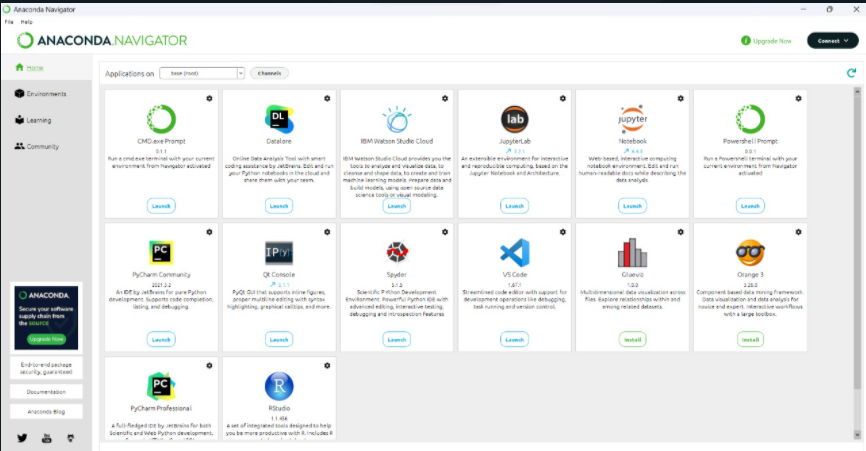 Anaconda Navigator
File Help
ANACONDA.NAVIGATOR
Upgrade Now
Connect
Home
Environments
Learning
Community
Applications on
base (root)
Channels
CMD.exe Prompt
0.1.1
Run a cmd.exe terminal with your current
environment from Navigator activated
Launch
Datalore
Online Data Analysis Tool with smart
coding assistance by JetBrains. Edit and run
your Python notebooks in the cloud and
share them with your team.
Launch
IBM Watson Studio Cloud
IBM Watson Studio Cloud provides you the
tools to analyze and visualize data, to
cleanse and shape data, to create and train
machine learning models. Prepare data and
build models, using open source data
science tools or visual modeling.
Launch
lab
JupyterLab
An extensible environment for interactive
and reproducible computing, based on the
Jupyter Notebook and Architecture.
Launch
jupyter
Notebook
Web-based, interactive computing
notebook environment. Edit and run
human-readable docs while describing the
data analysis.
Launch
Powershell Prompt
0.0.1
Run a Powershell terminal with your
current environment from Navigator
activated
Launch
PC
PyCharm Community
2021.3.2
An IDE by JetBrains for pure Python
development. Supports code completion,
listing, and debugging.
Launch
IP[y]:
Qt Console
5.1.1
PyQt GUI that supports inline figures,
proper multiline editing with syntax
highlighting, graphical calltips, and more.
Launch
Spyder
5.1.5
Scientific PYthon Development
EnviRonment. Powerful Python IDE with
advanced editing, interactive testing,
debugging and introspection features
Launch
VS Code
Streamlined code editor with support for
development operations like debugging,
task running and version control.
Launch
Glueviz
1.0.0
Multidimensional data visualization across
files. Explore relationships within and
among related datasets.
Install
Orange 3
Component based data mining framework.
Data visualization and data analysis for
novice and expert. Interactive workflows
with a large toolbox.
Install
PC
PyCharm Professional
A full-fledged IDE by JetBrains for both
Scientific and Web Python development.
R
RStudio
1.1.456
A set of integrated tools designed to help
you be more productive with R. Includes R
DL
ANACONDA.
Secure your software
supply chain from
the source
Upgrade Now
End-to-end package
security, guaranteed
Documentation
Anaconda Blog